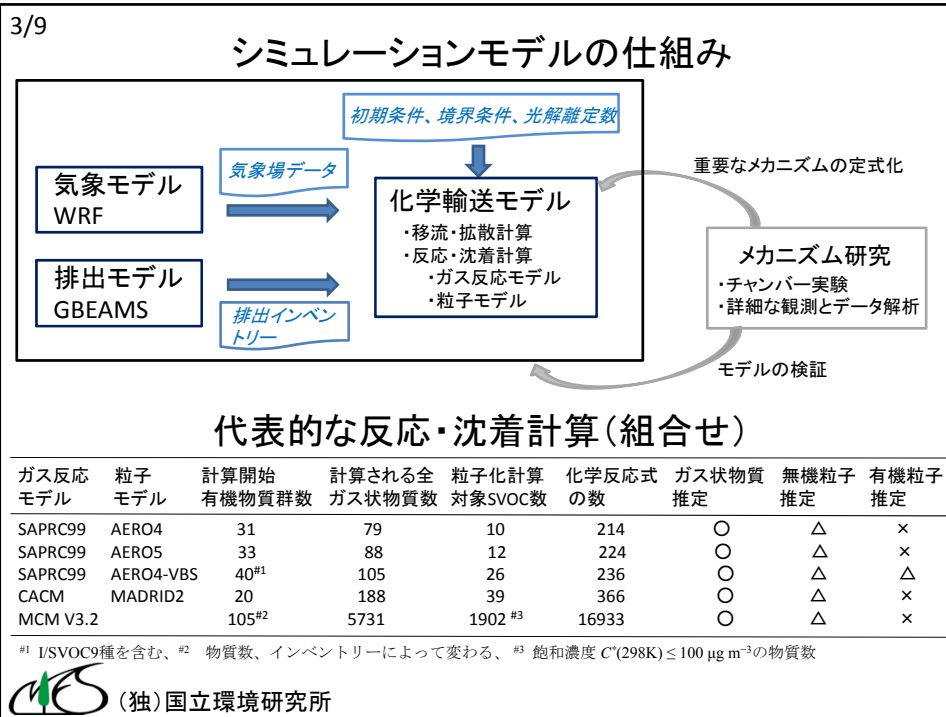 3/9
シミュレーションモデルの仕組み
初期条件、境界条件、光解離定数
気象場データ
気象モデル
WRF
排出モデル
GBEAMS
排出インベン
トリー
化学輸送モデル
・移流・拡散計算
・反応・沈着計算
・ガス反応モデル
・粒子モデル
重要なメカニズムの定式化
メカニズム研究
・チャンバー実験
・詳細な観測とデータ解析
モデルの検証
代表的な反応・沈着計算(組合せ)
ガス反応 粒子 計算開始 計算される全 粒子化計算 化学反応式 ガス状物質 無機粒子 有機粒子
モデル モデル 有機物質群数 ガス状物質数 対象SVOC数 の数 推定 推定 推定
SAPRC99 AERO4 31 79 10 214 ○ △ ×
SAPRC99 AERO5 33 88 12 224 ○ △ ×
SAPRC99 AERO4-VBS 40#1 105 26 236 ○ △ △
CACM MADRID2 20 188 39 366 ○ △ ×
MCM V3.2 105#2 5731 1902 #3 16933 ○ △ ×
#1 I/SVOC9種を含む、#2 物質数、インベントリーによって変わる、#3 飽和濃度 C*(298K) ≤ 100 μg m⁻³の物質数
(独)国立環境研究所